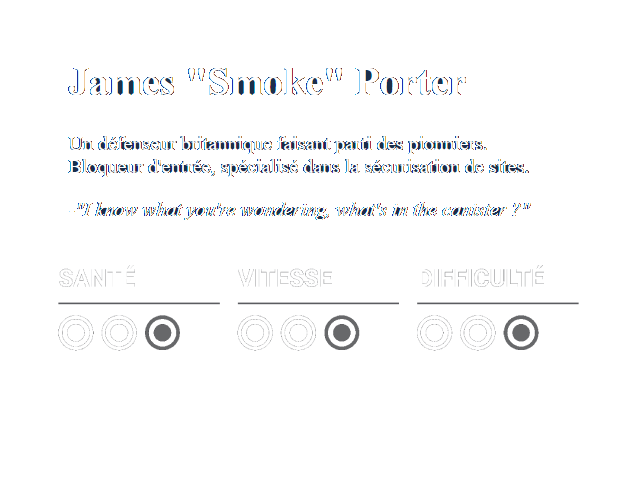 James "Smoke" Porter
Un défenseur britannique faisant parti des pionniers.
Bloqueur d'entrée, spécialisé dans la sécurisation de sites.
-"I know what you're wondering, what's in the canister ?"
SANTÉ VITESSE DIFFICULTÉ